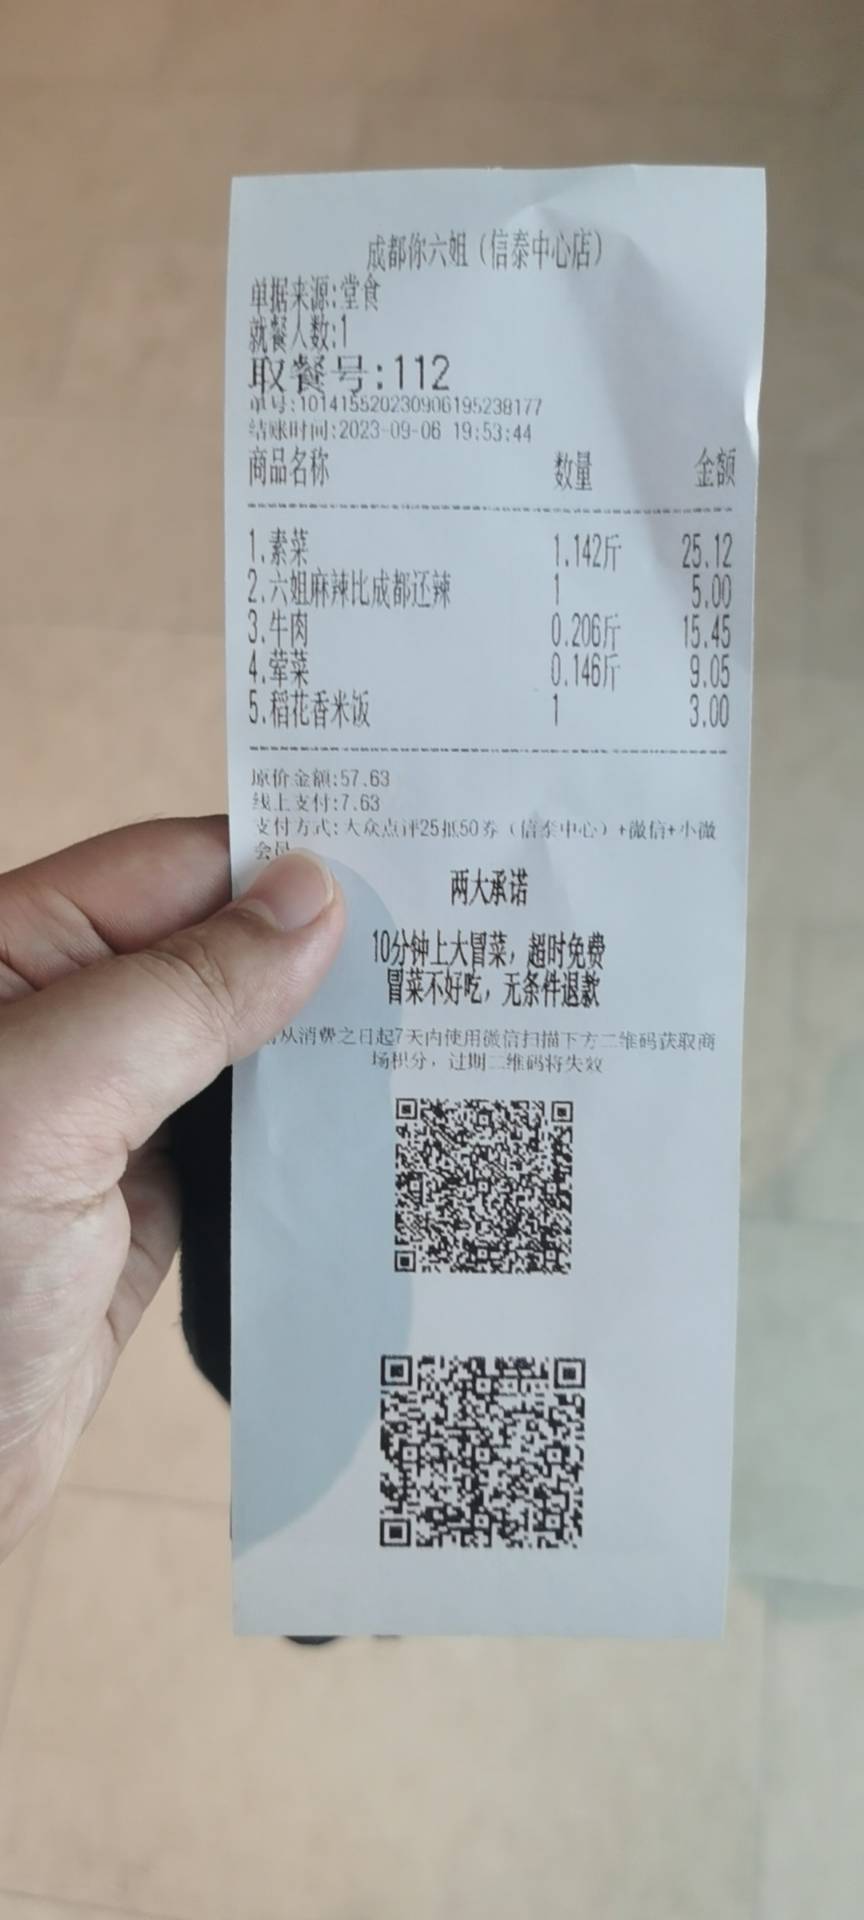 成都你六姐（信泰中心店）
单据来源:堂食
就餐人数:1
取餐号:112
单号:101415520230906195238177
结账时间:2023-09-06 19:53:44
商品名称 数量 金额
1.素菜 1.142斤 25.12
2.六姐麻辣比成都还辣 1 5.00
3.牛肉 0.206斤 15.45
4.荤菜 0.146斤 9.05
5.稻花香米饭 1 3.00
原价金额:57.63
线上支付:7.63
支付方式:大众点评25抵50券（信泰中心）+微信+小微
会员
两大承诺
10分钟上大冒菜，超时免费
冒菜不好吃，无条件退款
从消费之日起7天内使用微信扫描下方二维码获取商
场积分，过期二维码将失效